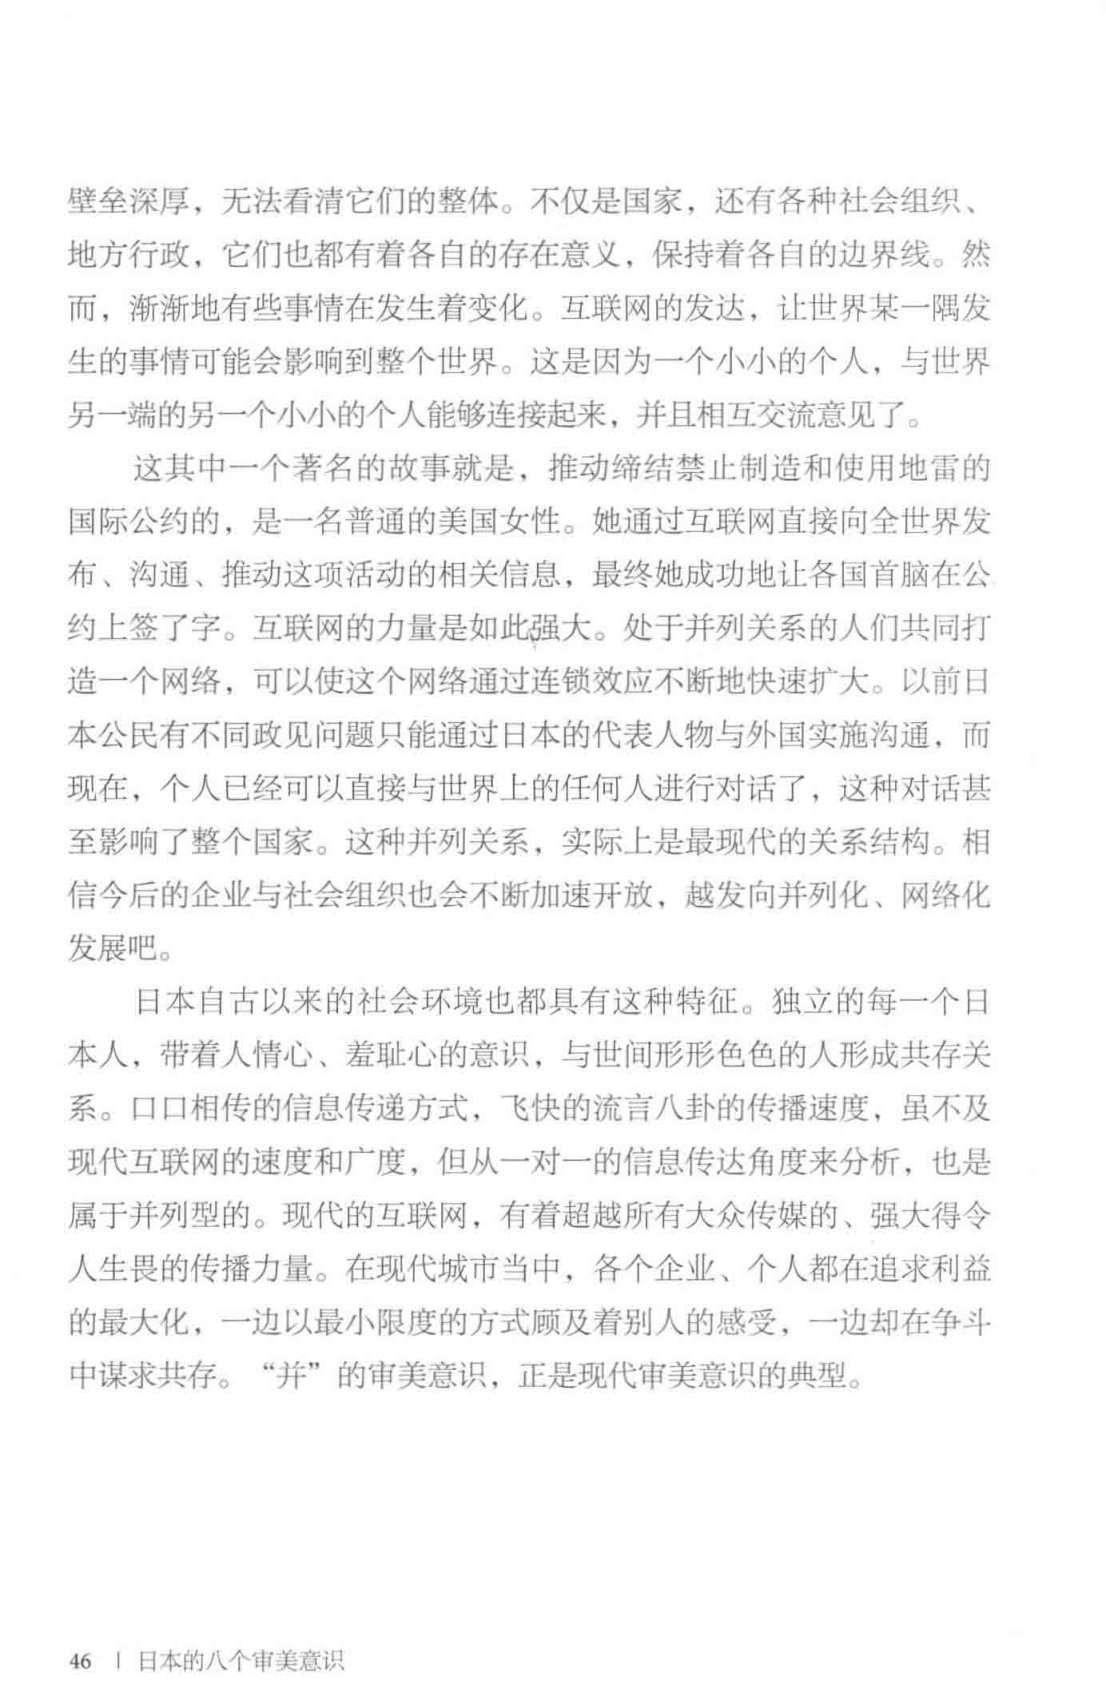 壁垒深厚，无法看清它们的整体。不仅是国家，还有各种社会组织、
地方行政，它们也都有着各自的存在意义，保持着各自的边界线。然
而，渐渐地有些事情在发生着变化。互联网的发达，让世界某一隅发
生的事情可能会影响到整个世界。这是因为一个小小的个人，与世界
另一端的另一个小小的个人能够连接起来，并且相互交流意见了。
这其中一个著名的故事就是，推动缔结禁止制造和使用地雷的
国际公约的，是一名普通的美国女性。她通过互联网直接向全世界发
布、沟通、推动这项活动的相关信息，最终她成功地让各国首脑在公
约上签了字。互联网的力量是如此强大。处于并列关系的人们共同打
造一个网络，可以使这个网络通过连锁效应不断地快速扩大。以前日
本公民有不同政见问题只能通过日本的代表人物与外国实施沟通，而
现在，个人已经可以直接与世界上的任何人进行对话了，这种对话甚
至影响了整个国家。这种并列关系，实际上是最现代的关系结构。相
信今后的企业与社会组织也会不断加速开放，越发向并列化、网络化
发展吧。
日本自古以来的社会环境也都具有这种特征。独立的每一个日
本人，带着人情心、羞耻心的意识，与世间形形色色的人形成共存关
系。口口相传的信息传递方式，飞快的流言八卦的传播速度，虽不及
现代互联网的速度和广度，但从一对一的信息传达角度来分析，也是
属于并列型的。现代的互联网，有着超越所有大众传媒的、强大得令
人生畏的传播力量。在现代城市当中，各个企业、个人都在追求利益
的最大化，一边以最小限度的方式顾及着别人的感受，一边却在争斗
中谋求共存。“并”的审美意识，正是现代审美意识的典型。
46 | 日本的八个审美意识